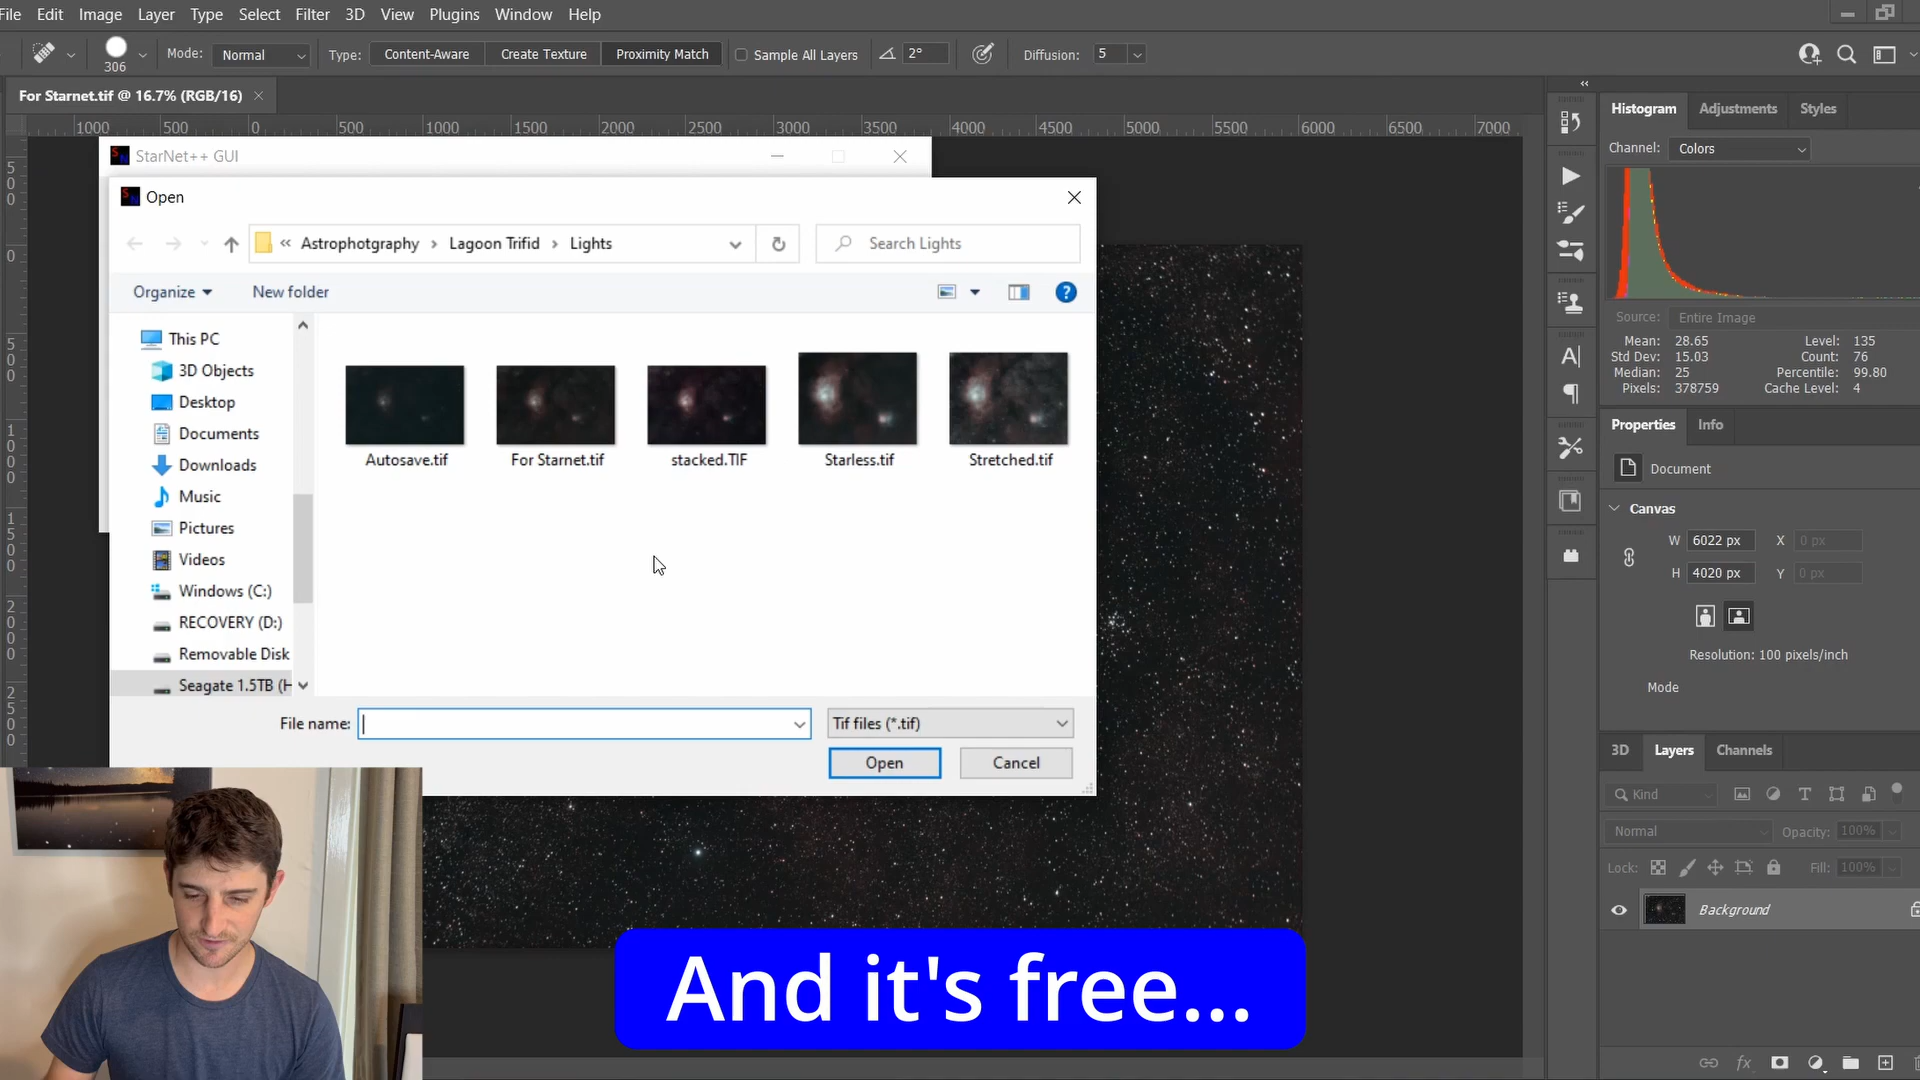 File Edit Image Layer Type Select Filter 3D View Plugins Window Help
306 Mode: Normal Type: Content-Aware Create Texture Proximity Match Sample All Layers 2° Diffusion: 5
For Starnet.tif @ 16.7% (RGB/16)
1000 500 0 500 1000 1500 2000 2500 3000 3500 4000 4500 5000 5500 6000 6500 7000
StarNet++ GUI
Open
« Astrophotgraphy › Lagoon Trifid › Lights
Search Lights
Organize New folder
This PC
3D Objects
Desktop
Documents
Downloads
Music
Pictures
Videos
Windows (C:)
RECOVERY (D:)
Removable Disk
Seagate 1.5TB (H
Autosave.tif For Starnet.tif stacked.TIF Starless.tif Stretched.tif
File name: Tif files (*.tif)
Open Cancel
Histogram Adjustments Styles
Channel: Colors
Source: Entire Image
Mean: 28.65 Level: 135
Std Dev: 15.03 Count: 76
Median: 25 Percentile: 99.80
Pixels: 378759 Cache Level: 4
Properties Info
Document
Canvas
W 6022 px X 0 px
H 4020 px Y 0 px
Resolution: 100 pixels/inch
Mode
3D Layers Channels
Kind
Normal Opacity: 100%
Lock: Fill: 100%
Background
And it's free...